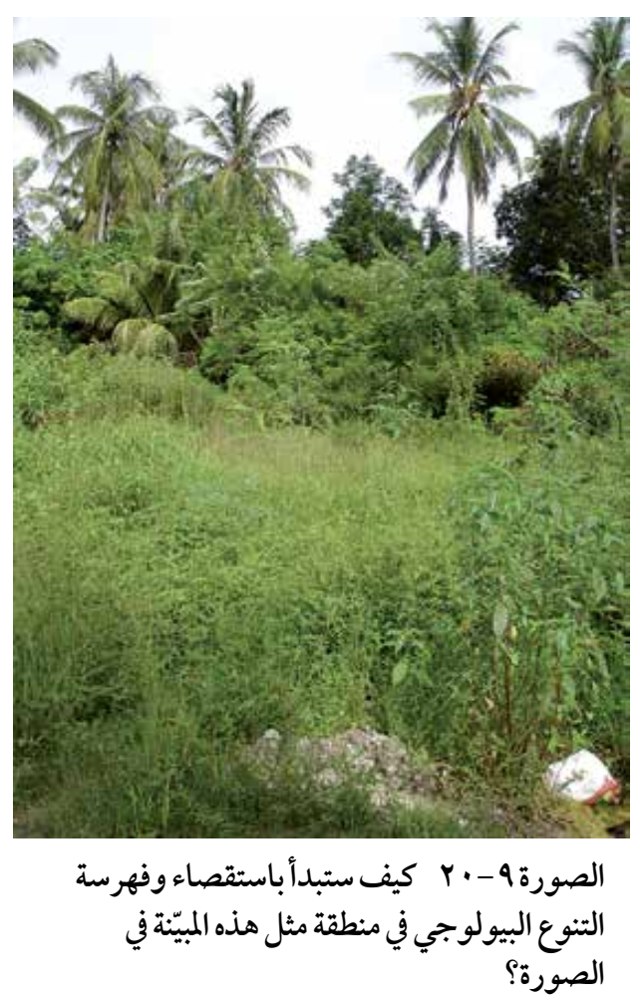 الصورة ٩-٢٠ كيف ستبدأ باستقصاء وفهرسة
التنوع البيولوجي في منطقة مثل هذه المبيّنة في
الصورة؟